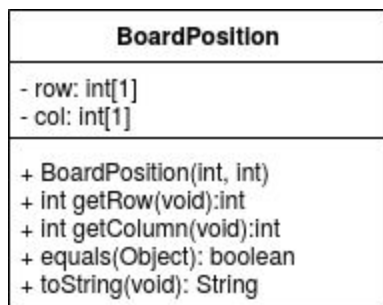 BoardPosition
- row: int[1]
- col: int[1]
+ BoardPosition(int, int)
+ int getRow(void):int
+ int getColumn(void):int
+ equals(Object): boolean
+ toString(void): String